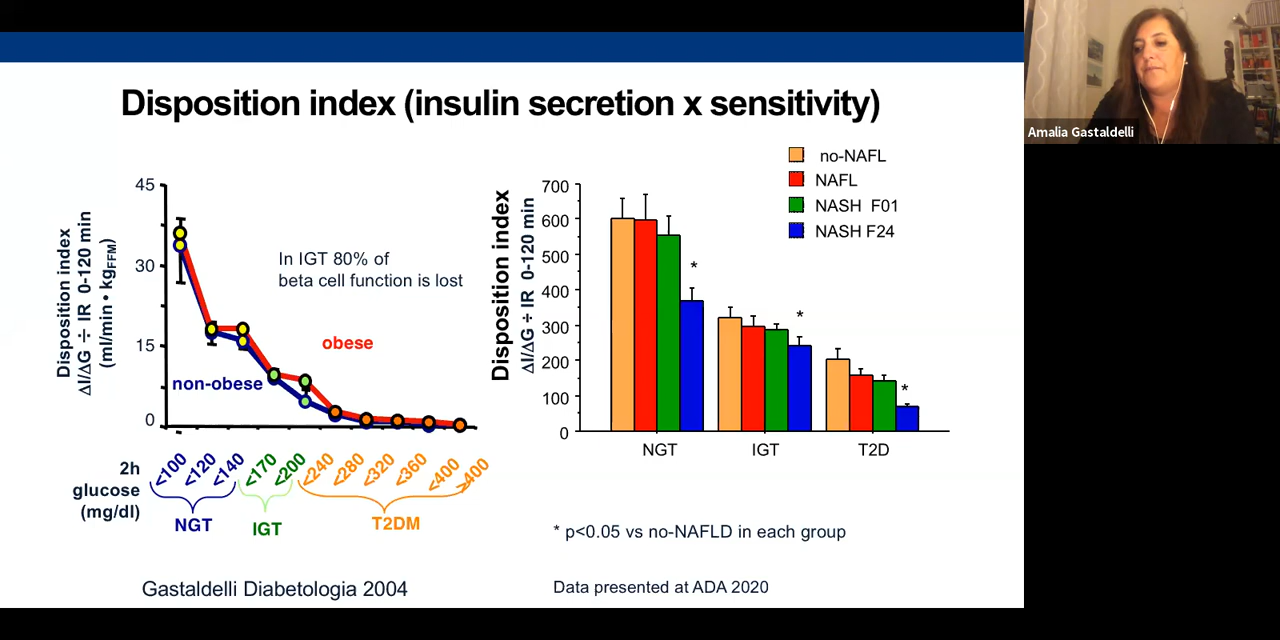 Amalia Gastaldelli
Disposition index (insulin secretion x sensitivity)
Disposition index
ΔI/ΔG ÷ IR 0-120 min
(ml/min • kgFFM)
45
30
15
0
In IGT 80% of
beta cell function is lost
obese
non-obese
2h
glucose
(mg/dl)
<100
<120
<140
<170
<200
<240
<280
<320
<360
<400
>400
NGT
IGT
T2DM
Gastaldelli Diabetologia 2004
Disposition index
ΔI/ΔG ÷ IR 0-120 min
700
600
500
400
300
200
100
0
no-NAFL
NAFL
NASH F01
NASH F24
*
*
*
NGT
IGT
T2D
* p<0.05 vs no-NAFLD in each group
Data presented at ADA 2020